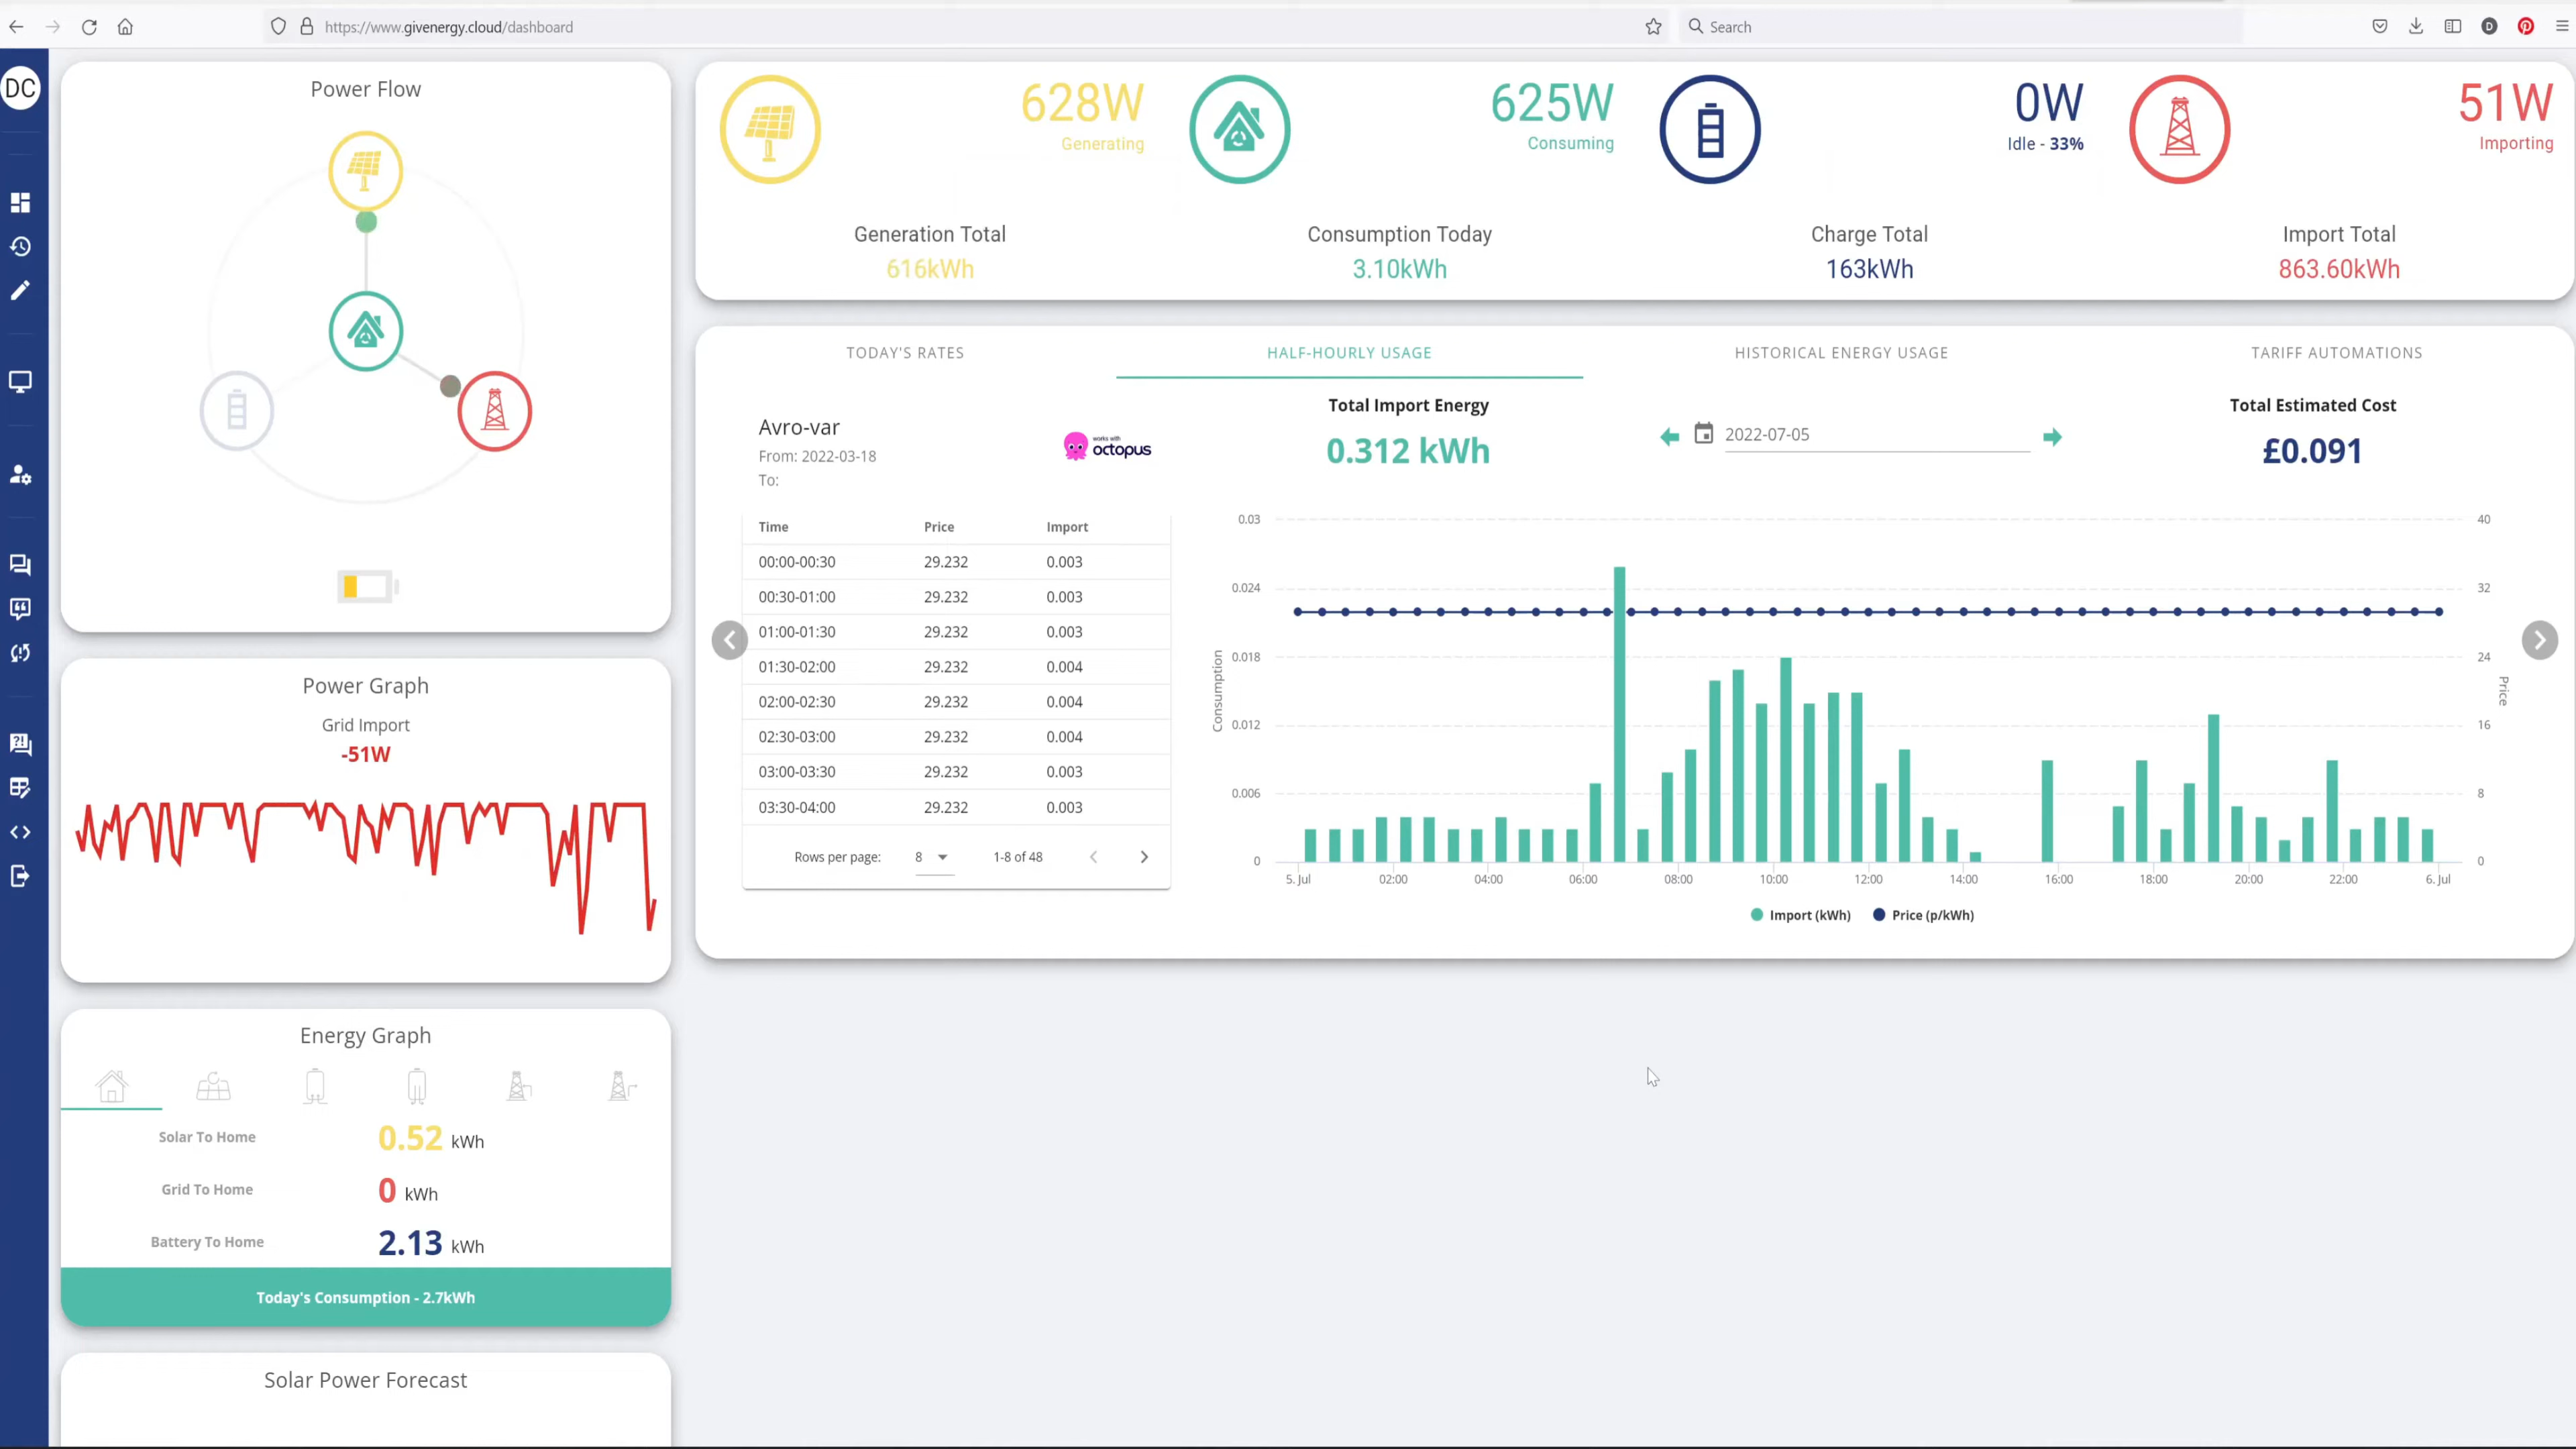 https://www.givenergy.cloud/dashboard
Search
D
DC
Power Flow
628W
Generating
625W
Consuming
0W
Idle - 33%
51W
Importing
Generation Total
616kWh
Consumption Today
3.10kWh
Charge Total
163kWh
Import Total
863.60kWh
TODAY'S RATES
HALF-HOURLY USAGE
HISTORICAL ENERGY USAGE
TARIFF AUTOMATIONS
Avro-var
From: 2022-03-18
To:
works with
octopus
Total Import Energy
0.312 kWh
2022-07-05
Total Estimated Cost
£0.091
Time Price Import
00:00-00:30 29.232 0.003
00:30-01:00 29.232 0.003
01:00-01:30 29.232 0.003
01:30-02:00 29.232 0.004
02:00-02:30 29.232 0.004
02:30-03:00 29.232 0.004
03:00-03:30 29.232 0.003
03:30-04:00 29.232 0.003
Rows per page: 8 1-8 of 48
0.03
0.024
0.018
0.012
0.006
0
Consumption
40
32
24
16
8
0
Price
5. Jul 02:00 04:00 06:00 08:00 10:00 12:00 14:00 16:00 18:00 20:00 22:00 6. Jul
Import (kWh) Price (p/kWh)
Power Graph
Grid Import
-51W
Energy Graph
Solar To Home 0.52 kWh
Grid To Home 0 kWh
Battery To Home 2.13 kWh
Today's Consumption - 2.7kWh
Solar Power Forecast